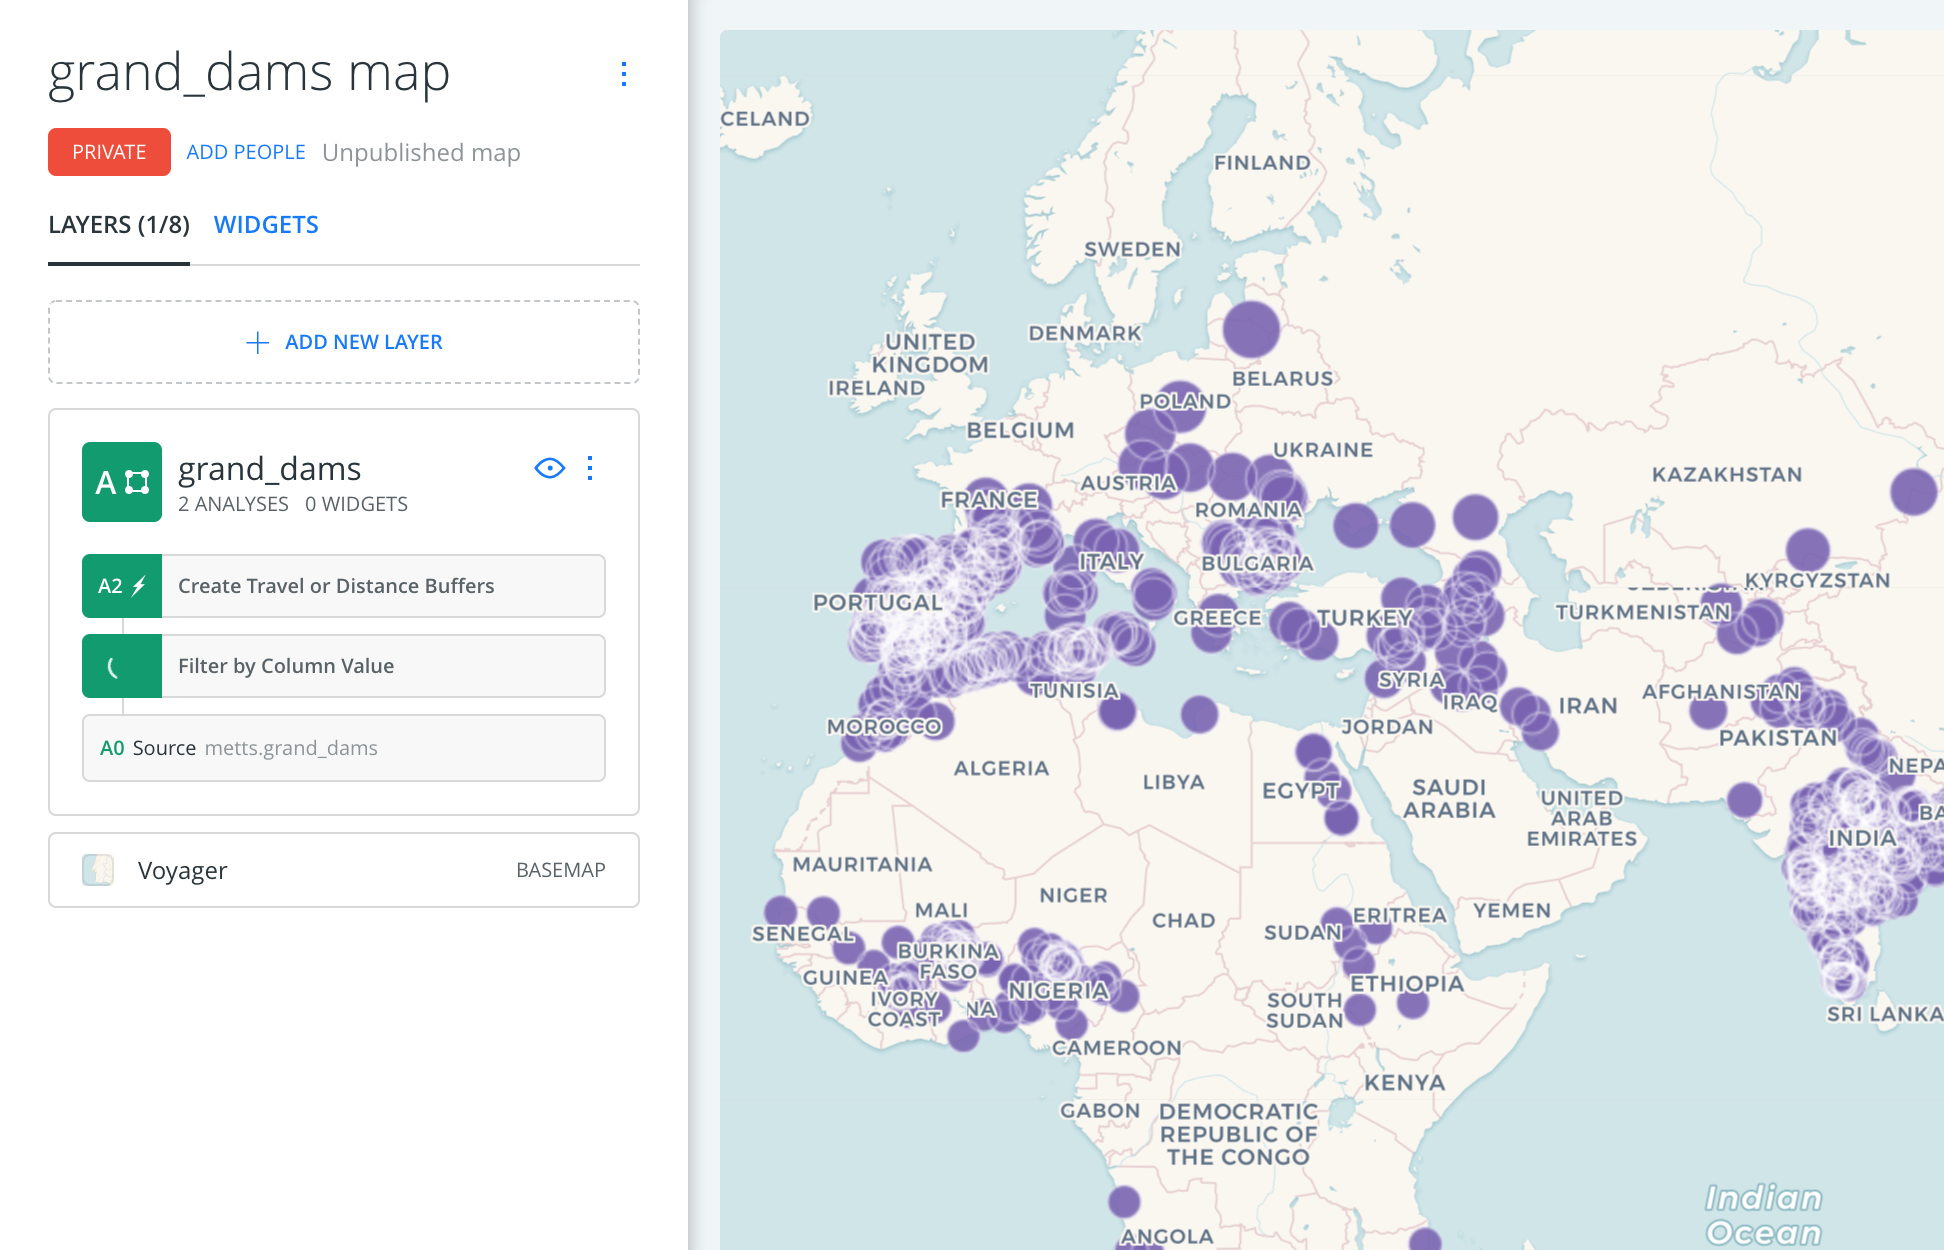 grand_dams map
PRIVATE ADD PEOPLE Unpublished map
LAYERS (1/8) WIDGETS
ADD NEW LAYER
A
grand_dams
2 ANALYSES 0 WIDGETS
A2 Create Travel or Distance Buffers
Filter by Column Value
A0 Source metts.grand_dams
Voyager BASEMAP
CELAND
FINLAND
SWEDEN
DENMARK
UNITED
KINGDOM
IRELAND
BELARUS
POLAND
BELGIUM
UKRAINE
KAZAKHSTAN
AUSTRIA
FRANCE
ROMANIA
ITALY
BULGARIA
KYRGYZSTAN
PORTUGAL
GREECE
TURKEY
TURKMENISTAN
SYRIA
TUNISIA
IRAQ
IRAN
AFGHANISTAN
MOROCCO
JORDAN
PAKISTAN
ALGERIA
LIBYA
EGYPT
NEPA
SAUDI
ARABIA
UNITED
ARAB
EMIRATES
BA
INDIA
MAURITANIA
NIGER
MALI
CHAD
ERITREA
YEMEN
SENEGAL
SUDAN
BURKINA
FASO
GUINEA
NIGERIA
ETHIOPIA
IVORY
COAST
NA
SOUTH
SUDAN
SRI LANKA
CAMEROON
KENYA
GABON
DEMOCRATIC
REPUBLIC OF
THE CONGO
Indian
Ocean
ANGOLA